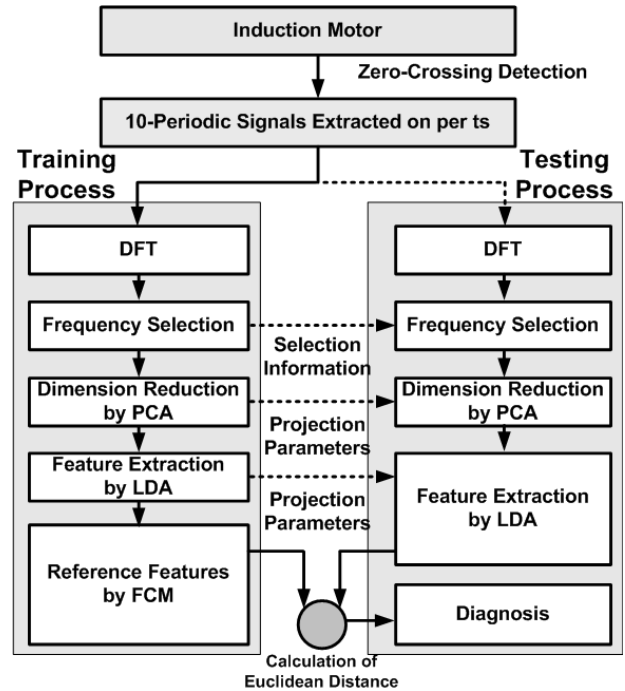 Induction Motor
Zero-Crossing Detection
10-Periodic Signals Extracted on per ts
Training
Process
Testing
Process
DFT
DFT
Frequency Selection
Frequency Selection
Selection
Information
Dimension Reduction
by PCA
Dimension Reduction
by PCA
Projection
Parameters
Feature Extraction
by LDA
Feature Extraction
by LDA
Projection
Parameters
Reference Features
by FCM
Diagnosis
Calculation of
Euclidean Distance